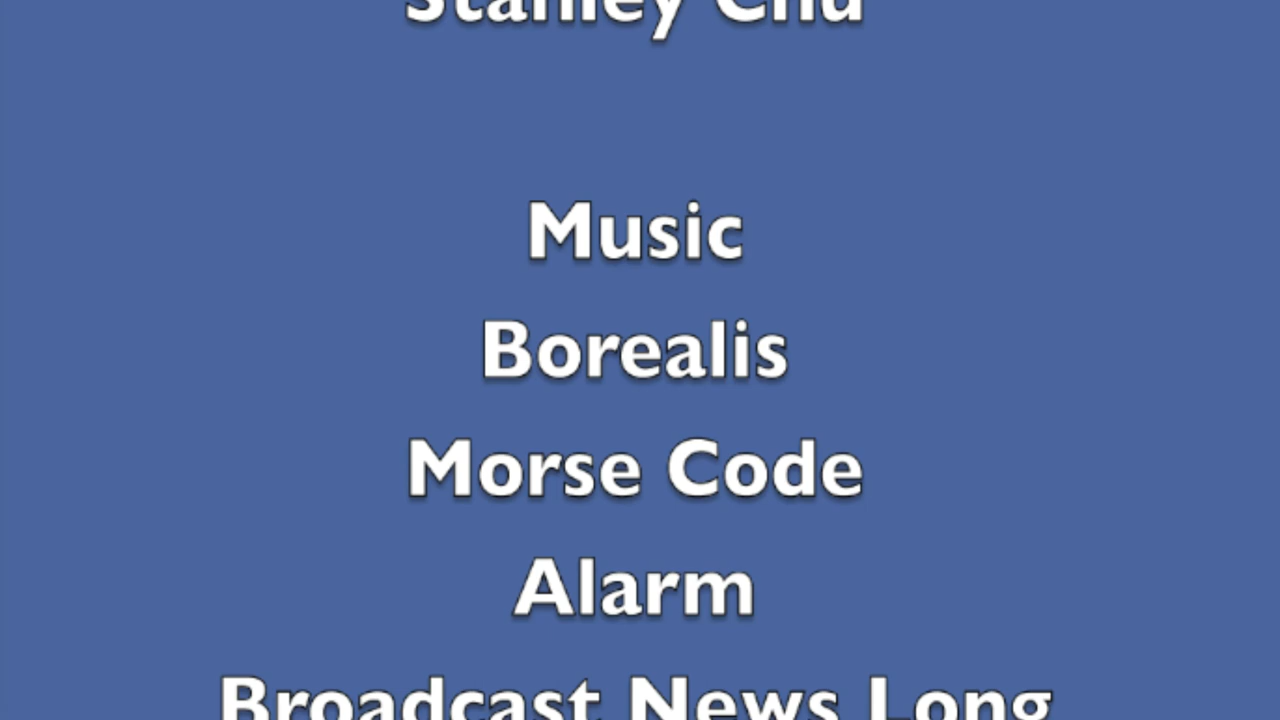 Stanley Chu
Music
Borealis
Morse Code
Alarm
Broadcast News Long